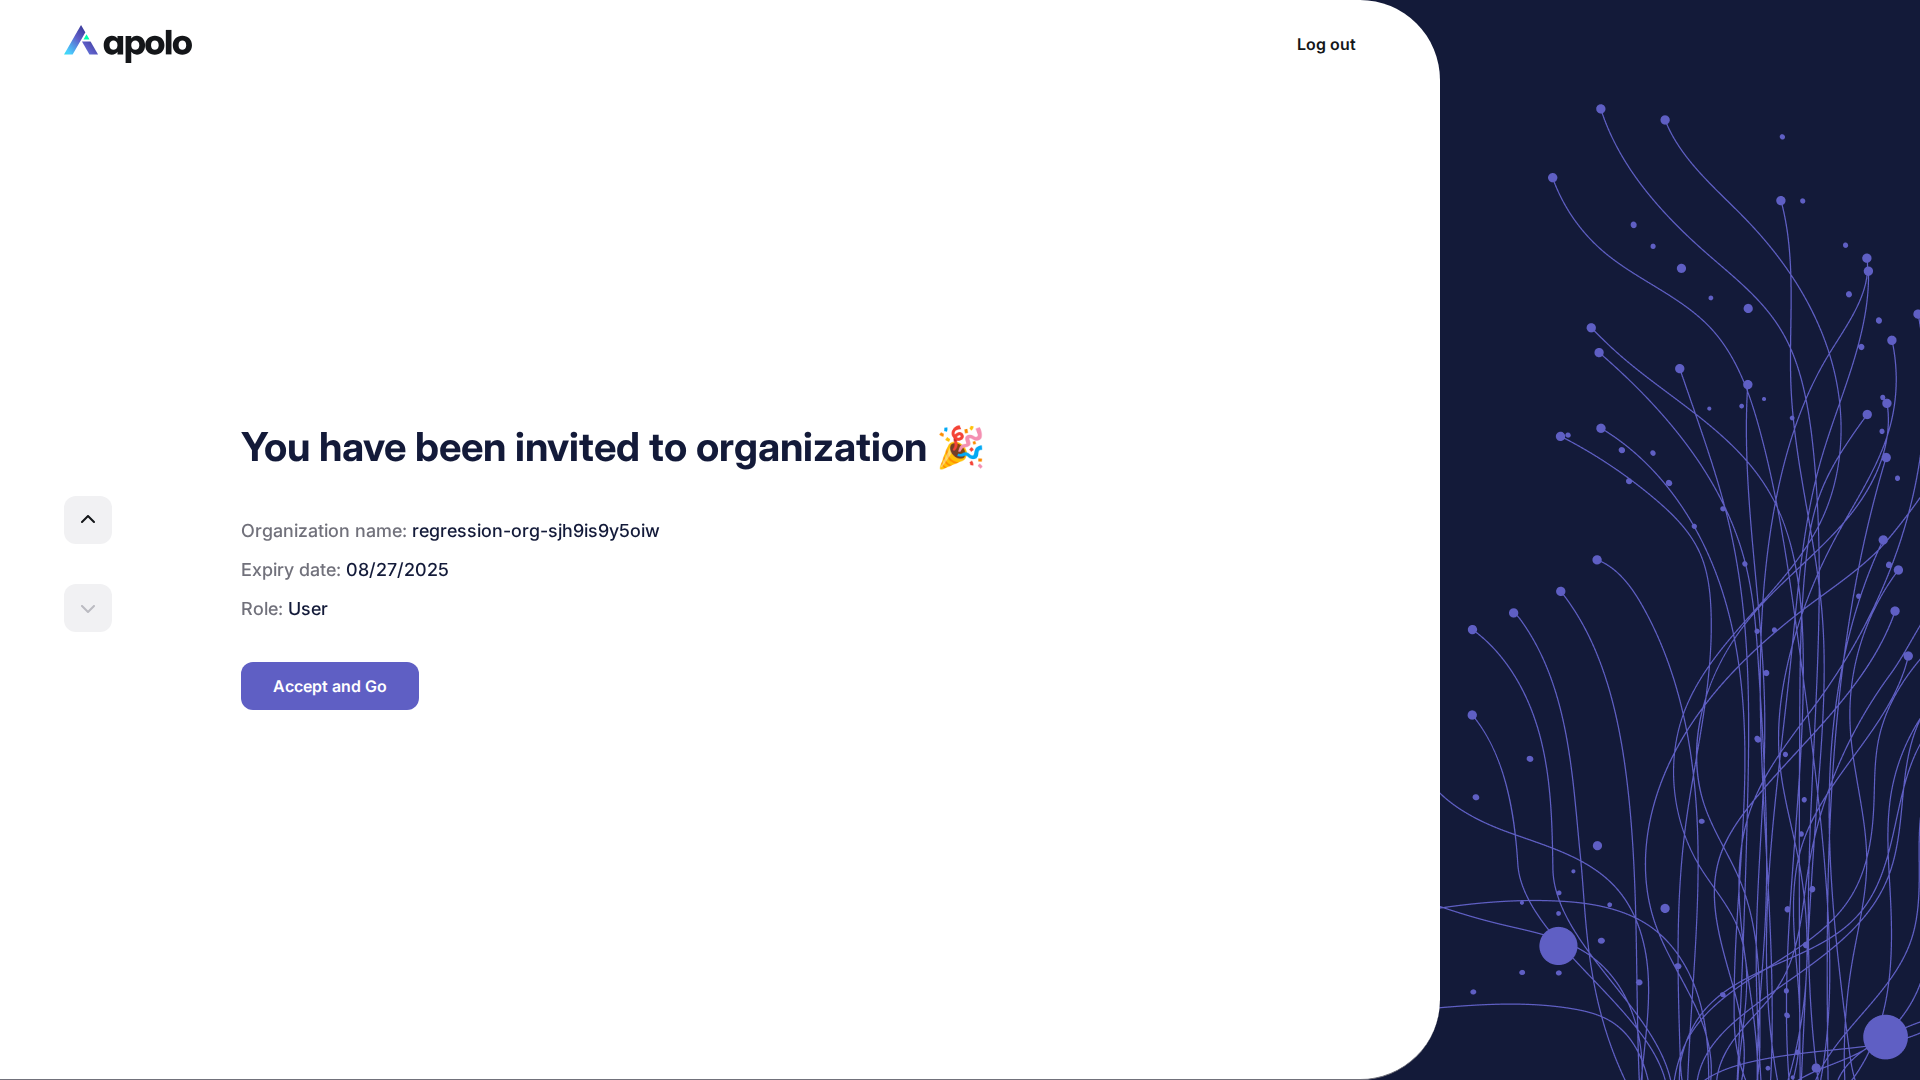 apolo
Log out
You have been invited to organization 🎉
Organization name: regression-org-sjh9is9y5oiw
Expiry date: 08/27/2025
Role: User
Accept and Go